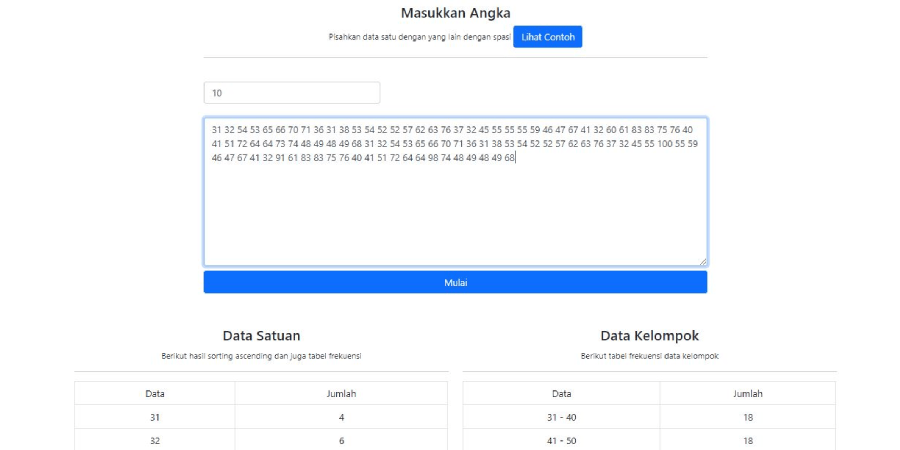 Masukkan Angka
Pisahkan data satu dengan yang lain dengan spasi Lihat Contoh
10
31 32 54 53 65 66 70 71 36 31 38 53 54 52 52 57 62 63 76 37 32 45 55 55 55 59 46 47 67 41 32 60 61 83 83 75 76 40
41 51 72 64 64 73 74 48 49 48 49 68 31 32 54 53 65 66 70 71 36 31 38 53 54 52 52 57 62 63 76 37 32 45 55 100 55 59
46 47 67 41 32 91 61 83 83 75 76 40 41 51 72 64 64 98 74 48 49 48 49 68
Mulai
Data Satuan
Berikut hasil sorting ascending dan juga tabel frekuensi
Data Jumlah
31 4
32 6
Data Kelompok
Berikut tabel frekuensi data kelompok
Data Jumlah
31 - 40 18
41 - 50 18